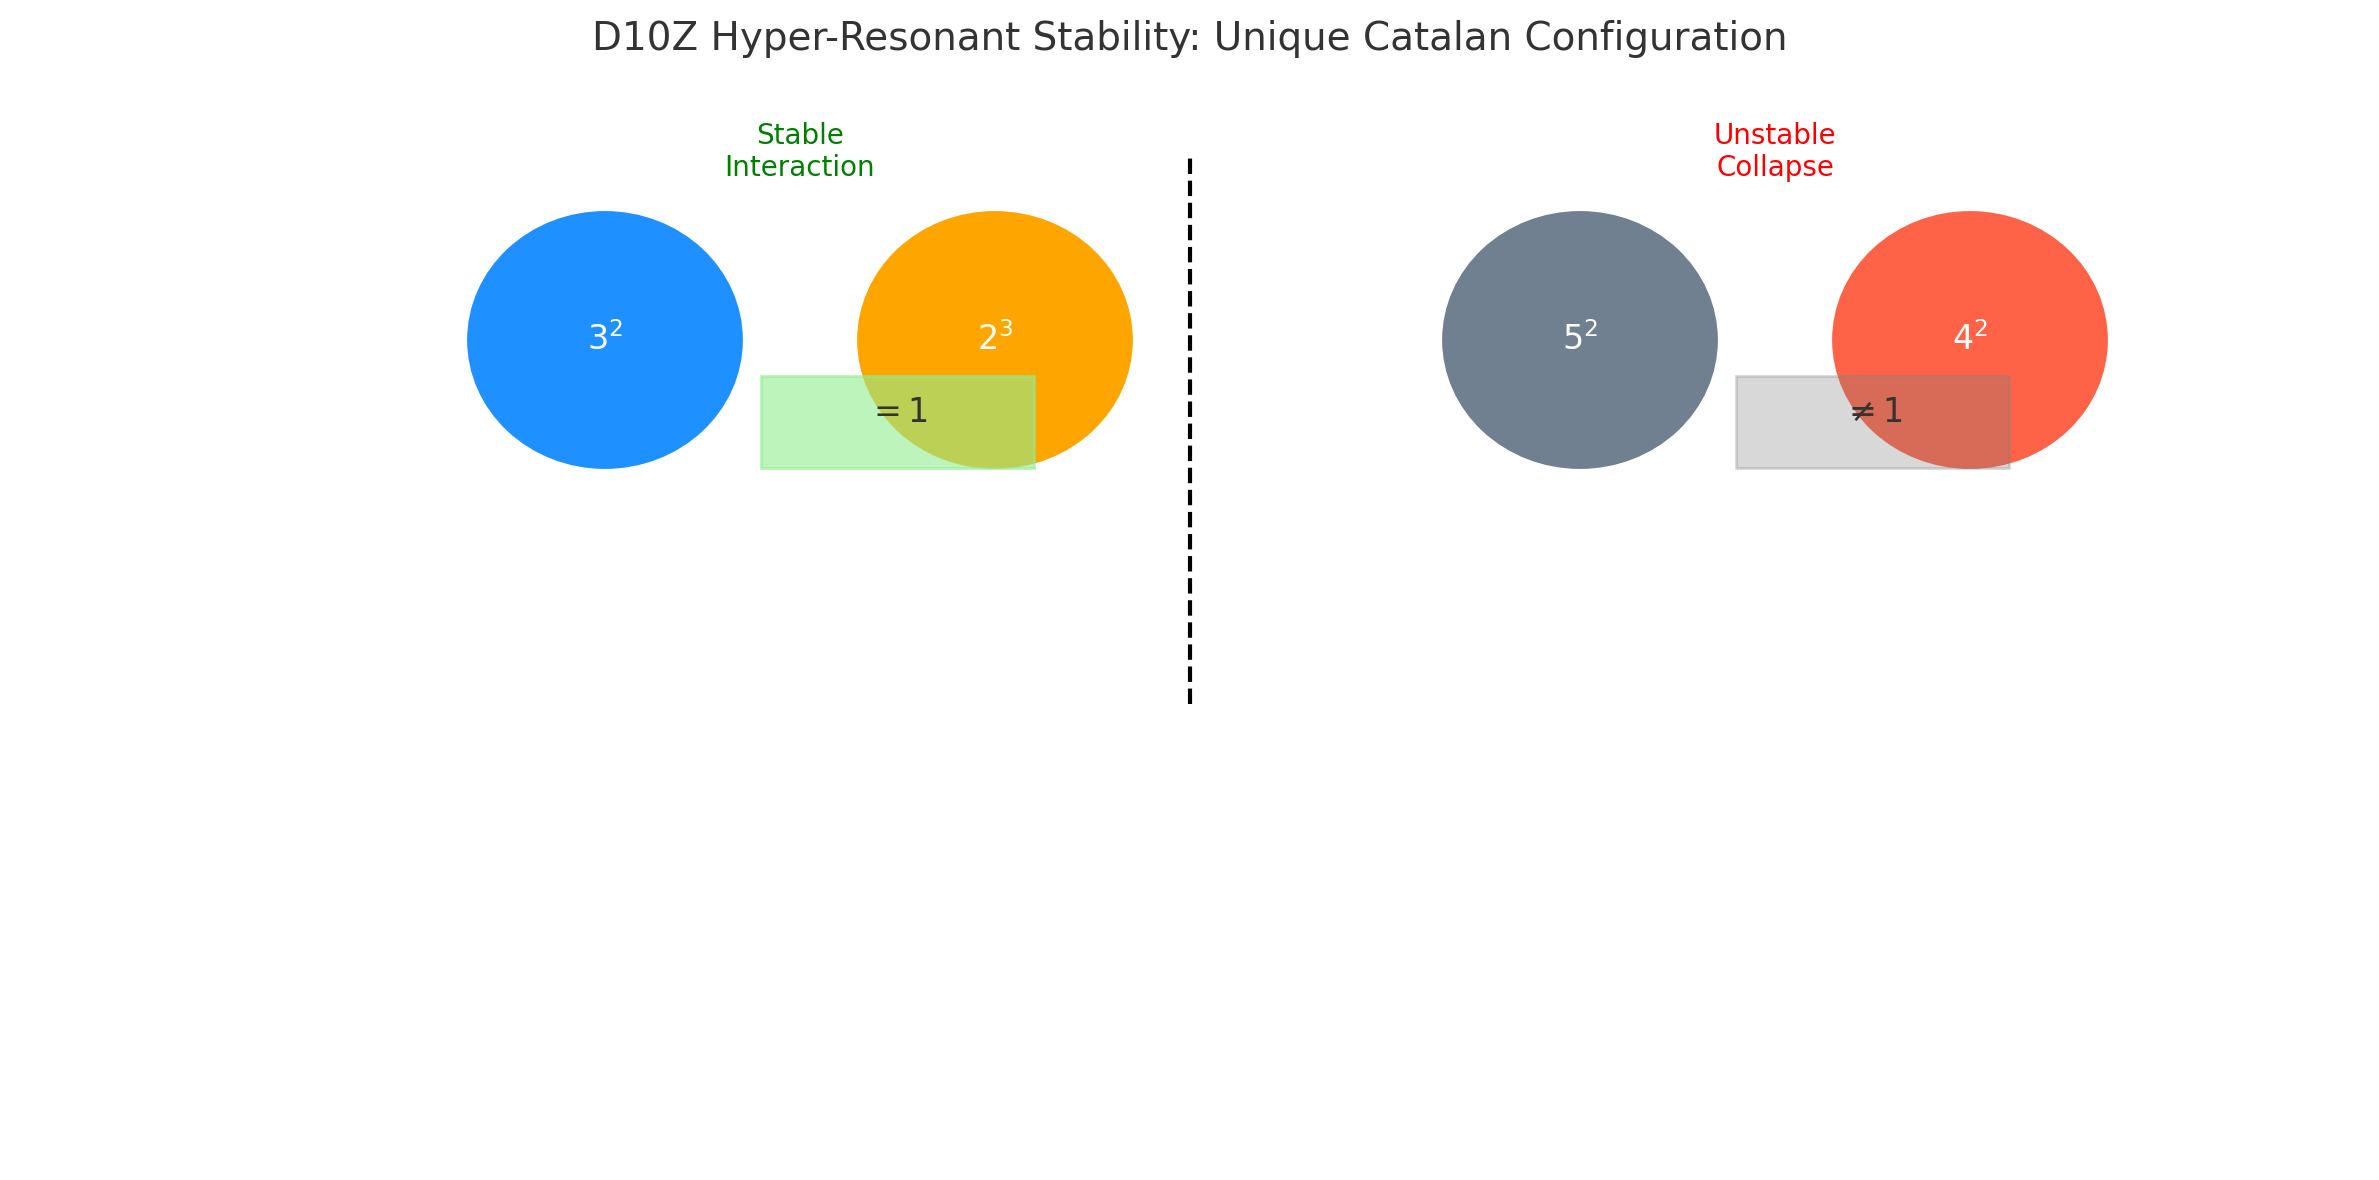 D10Z Hyper-Resonant Stability: Unique Catalan Configuration
Stable
Interaction
3²
2³
= 1
Unstable
Collapse
5²
4²
≠ 1